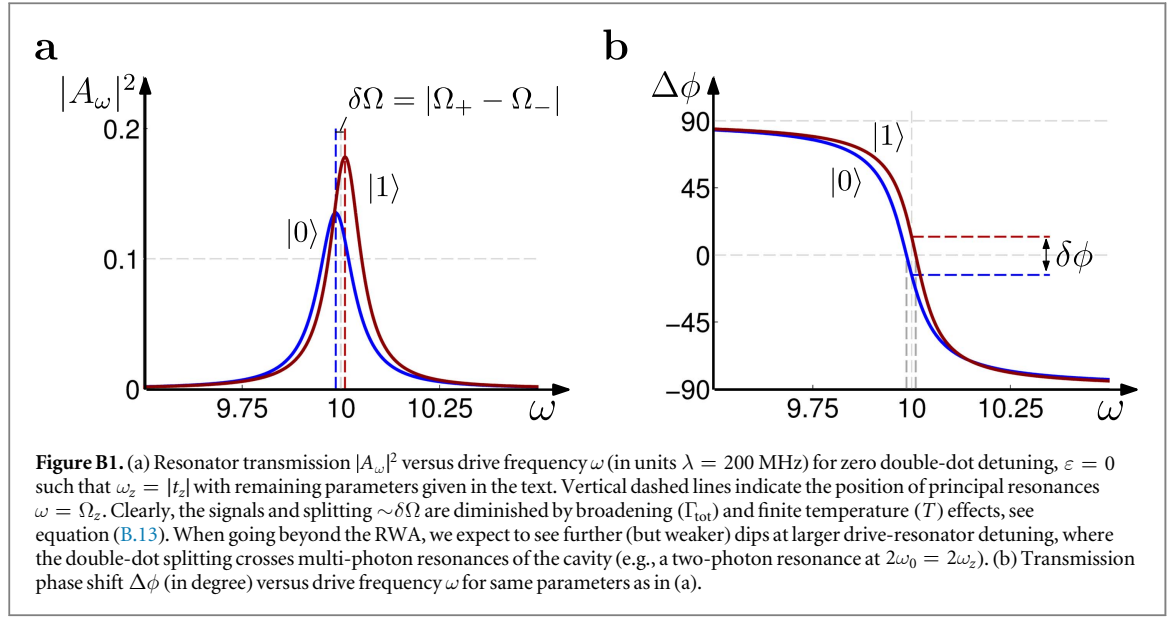 a
b
|A_ω|²
δΩ = |Ω₊ − Ω₋|
0.2
|1⟩
|0⟩
0.1
0
9.75
10
10.25
ω
Δϕ
90
|1⟩
45
|0⟩
0
δϕ
−45
−90
9.75
10
10.25
ω
Figure B1. (a) Resonator transmission |A_ω|² versus drive frequency ω (in units λ = 200 MHz) for zero double-dot detuning, ε = 0
such that ω_z = |t_z| with remaining parameters given in the text. Vertical dashed lines indicate the position of principal resonances
ω = Ω_z. Clearly, the signals and splitting ∼δΩ are diminished by broadening (Γ_tot) and finite temperature (T) effects, see
equation (B.13). When going beyond the RWA, we expect to see further (but weaker) dips at larger drive-resonator detuning, where
the double-dot splitting crosses multi-photon resonances of the cavity (e.g., a two-photon resonance at 2ω₀ = 2ω_z). (b) Transmission
phase shift Δϕ (in degree) versus drive frequency ω for same parameters as in (a).